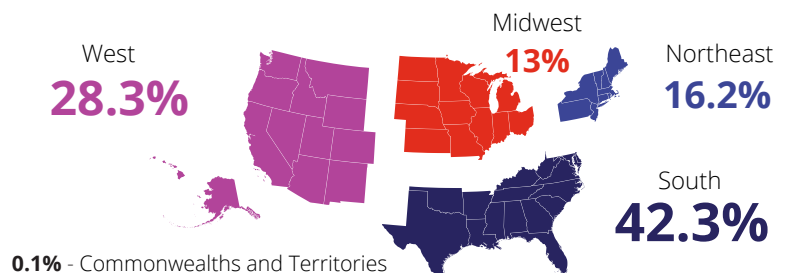 West
28.3%
Midwest
13%
Northeast
16.2%
South
42.3%
0.1% - Commonwealths and Territories